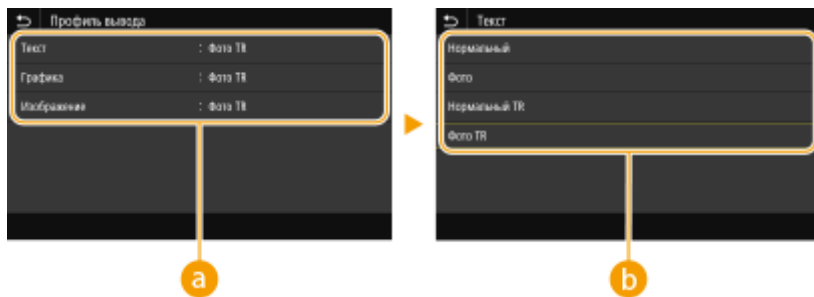 Профиль вывода
Текст : Фото TR
Графика : Фото TR
Изображение : Фото TR
a
Текст
Нормальный
Фото
Нормальный TR
Фото TR
b